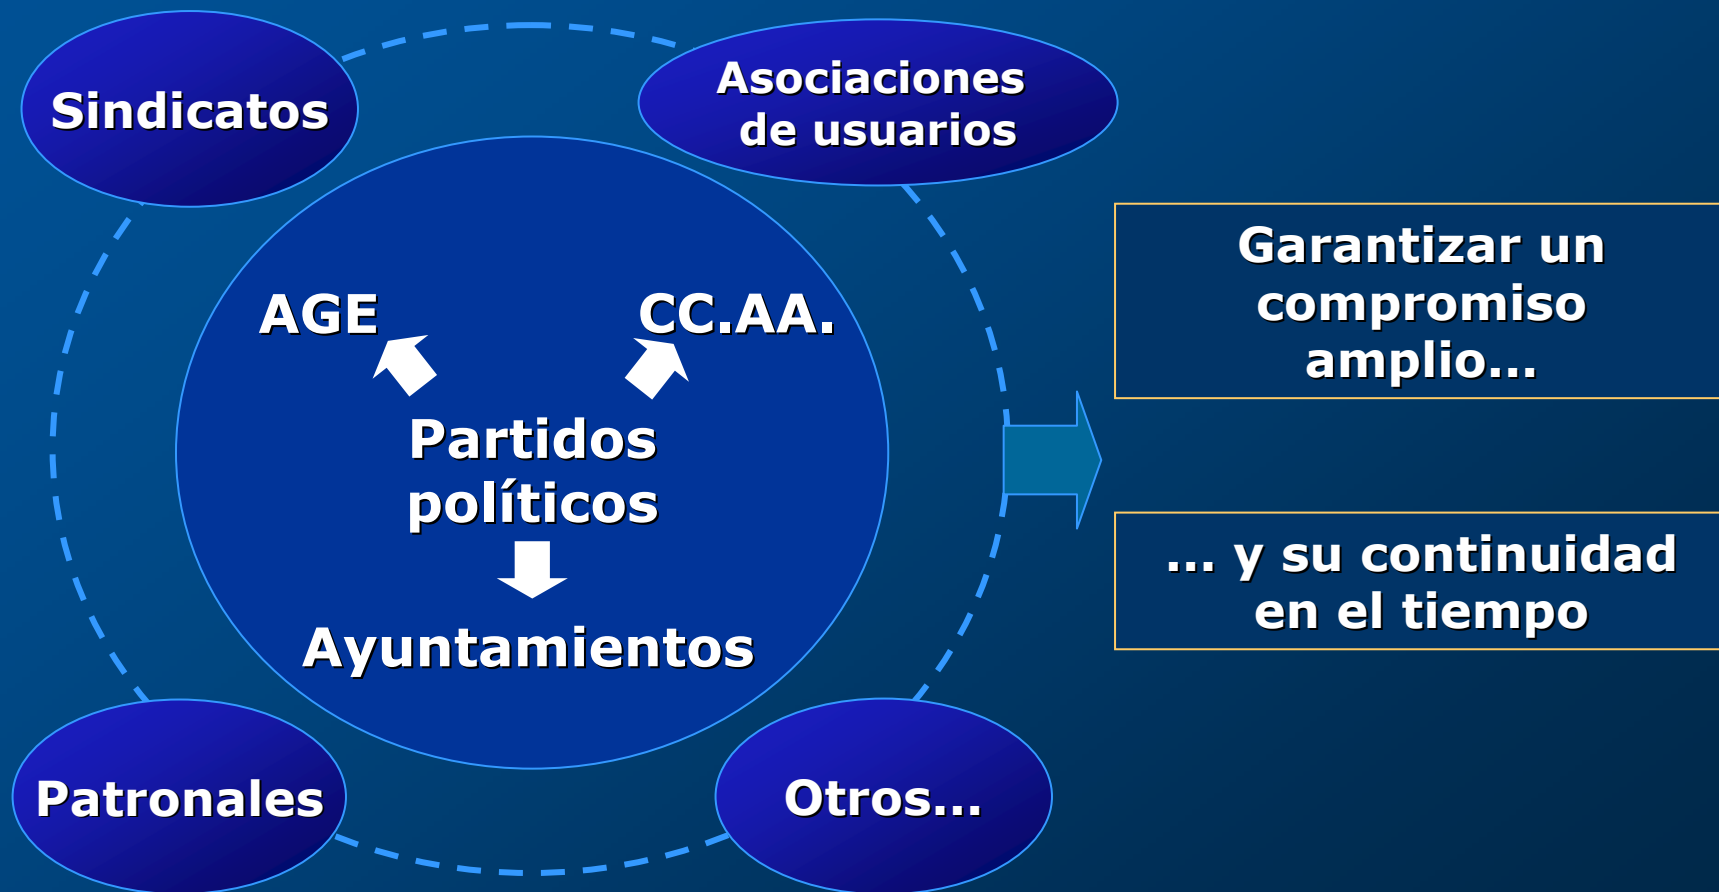 Sindicatos
Asociaciones
de usuarios
AGE
CC.AA.
Partidos
políticos
Ayuntamientos
Patronales
Otros...
Garantizar un
compromiso
amplio...
... y su continuidad
en el tiempo